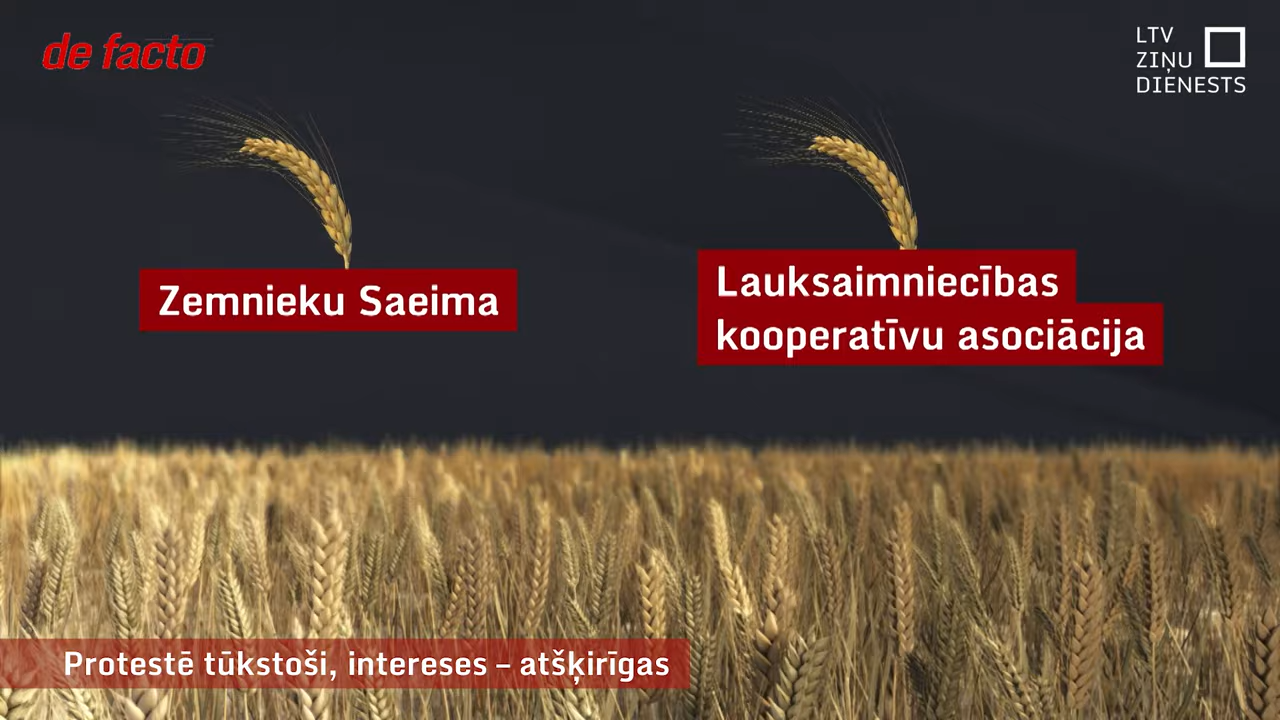 de facto
LTV
ZIŅU
DIENESTS
Zemnieku Saeima
Lauksaimniecības
kooperatīvu asociācija
Protestē tūkstoši, intereses – atšķirīgas